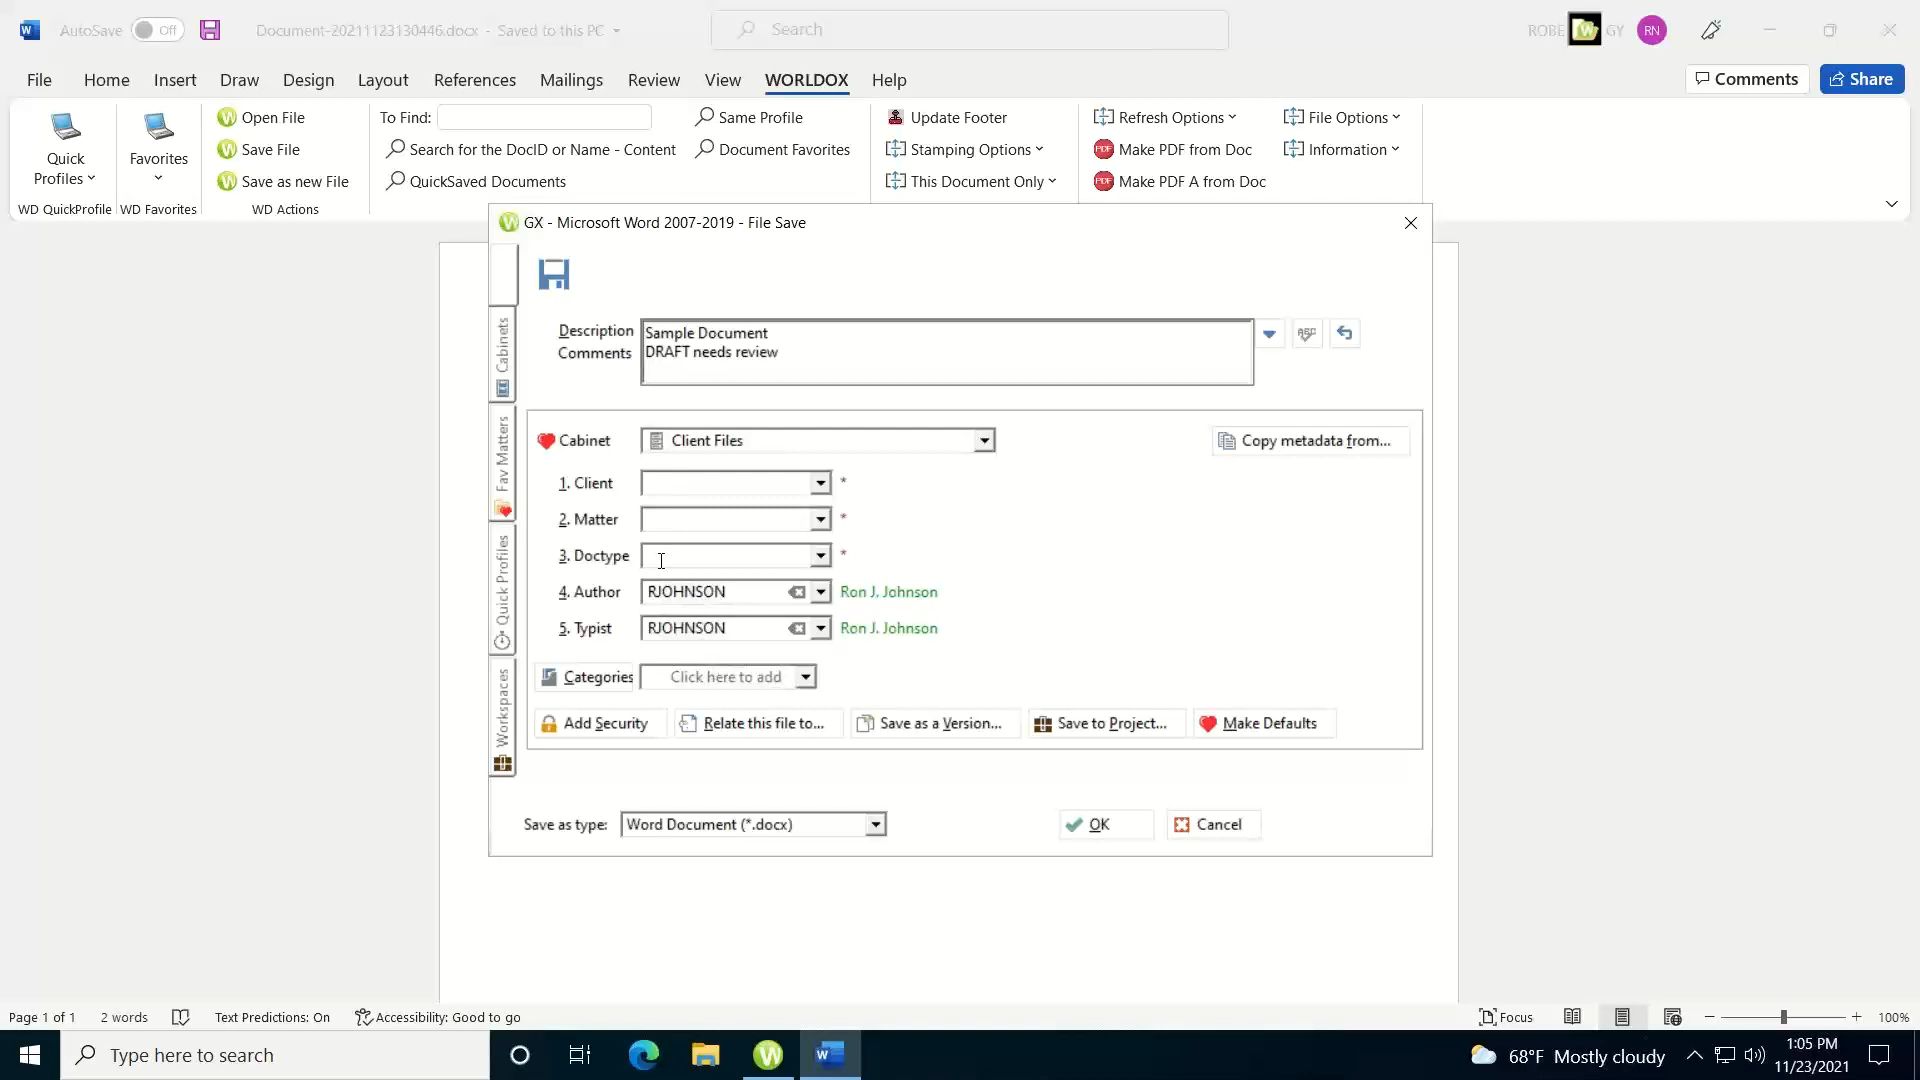 AutoSave Off Document-20211123130446.docx - Saved to this PC Search ROBE GY RN
File Home Insert Draw Design Layout References Mailings Review View WORLDOX Help Comments Share
Quick Profiles
WD QuickProfile
Favorites
WD Favorites
Open File
Save File
Save as new File
WD Actions
To Find:
Search for the DocID or Name - Content
QuickSaved Documents
Same Profile
Document Favorites
Update Footer
Stamping Options
This Document Only
Refresh Options
PDF Make PDF from Doc
PDF Make PDF A from Doc
File Options
Information
GX - Microsoft Word 2007-2019 - File Save
Cabinets
Fav Matters
Quick Profiles
Workspaces
Description Sample Document
Comments DRAFT needs review
ABC
Cabinet Client Files Copy metadata from...
1. Client *
2. Matter *
3. Doctype *
4. Author RJOHNSON Ron J. Johnson
5. Typist RJOHNSON Ron J. Johnson
Categories Click here to add
Add Security Relate this file to... Save as a Version... Save to Project... Make Defaults
Save as type: Word Document (*.docx) OK Cancel
Page 1 of 1 2 words Text Predictions: On Accessibility: Good to go Focus 100%
Type here to search 68°F Mostly cloudy 1:05 PM
11/23/2021